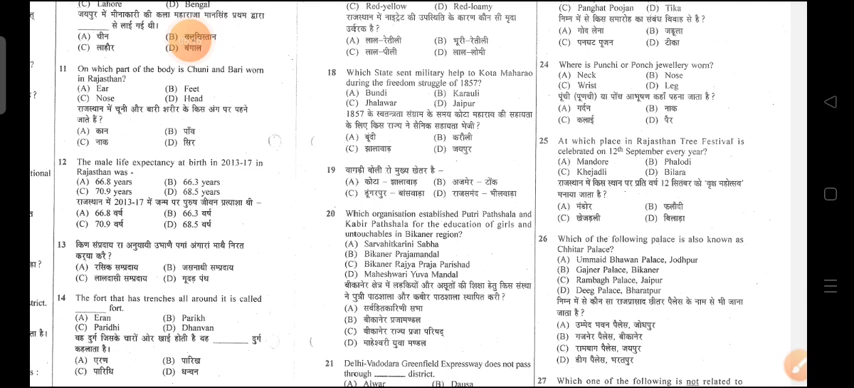 (C) Lahore (D) Bengal
जयपुर में मीनाकारी की कला महाराजा मानसिंह प्रथम द्वारा
_______ से लाई गई थी।
(A) चीन (B) बलूचिस्तान
(C) लाहौर (D) बंगाल
11 On which part of the body is Chuni and Bari worn
in Rajasthan?
(A) Ear (B) Feet
(C) Nose (D) Head
राजस्थान में चूनी और बारी शरीर के किस अंग पर पहने
जाते हैं ?
(A) कान (B) पाँव
(C) नाक (D) सिर
12 The male life expectancy at birth in 2013-17 in
Rajasthan was -
(A) 66.8 years (B) 66.3 years
(C) 70.9 years (D) 68.5 years
राजस्थान में 2013-17 में जन्म पर पुरुष जीवन प्रत्याशा थी –
(A) 66.8 वर्ष (B) 66.3 वर्ष
(C) 70.9 वर्ष (D) 68.5 वर्ष
13 किण संप्रदाय रा अनुयायी उभाणै पगां अंगारां माथै निरत
कर्‌या करै ?
(A) रसिक सम्प्रदाय (B) जसनाथी सम्प्रदाय
(C) लालदासी सम्प्रदाय (D) गूदड़ पंथ
14 The fort that has trenches all around it is called
_______ fort.
(A) Eran (B) Parikh
(C) Paridhi (D) Dhanvan
वह दुर्ग जिसके चारों ओर खाई होती है वह _______ दुर्ग
कहलाता है।
(A) एरण (B) पारिख
(C) पारिधि (D) धन्वन
(C) Red-yellow (D) Red-loamy
राजस्थान में नाइट्रेट की उपस्थिति के कारण कौन सी मृदा
उर्वरक है ?
(A) लाल-रेतीली (B) भूरी-रेतीली
(C) लाल-पीली (D) लाल-लोमी
18 Which State sent military help to Kota Maharao
during the freedom struggle of 1857?
(A) Bundi (B) Karauli
(C) Jhalawar (D) Jaipur
1857 के स्वतन्त्रता संग्राम के समय कोटा महाराव की सहायता
के लिए किस राज्य ने सैनिक सहायता भेजी ?
(A) बूंदी (B) करौली
(C) झालावाड़ (D) जयपुर
19 वागड़ी बोली रो मुख्य खेतर है –
(A) कोटा – झालावाड़ (B) अजमेर – टोंक
(C) डूंगरपुर – बांसवाड़ा (D) राजसमंद – भीलवाड़ा
20 Which organisation established Putri Pathshala and
Kabir Pathshala for the education of girls and
untouchables in Bikaner region?
(A) Sarvahitkarini Sabha
(B) Bikaner Prajamandal
(C) Bikaner Rajya Praja Parishad
(D) Maheshwari Yuva Mandal
बीकानेर क्षेत्र में लड़कियों और अछूतों की शिक्षा हेतु किस संस्था
ने पुत्री पाठशाला और कबीर पाठशाला स्थापित करी ?
(A) सर्वहितकारिणी सभा
(B) बीकानेर प्रजामण्डल
(C) बीकानेर राज्य प्रजा परिषद्
(D) माहेश्वरी युवा मण्डल
21 Delhi-Vadodara Greenfield Expressway does not pass
through _______ district.
(A) Alwar (B) Dausa
(C) Panghat Poojan (D) Tika
निम्न में से किस समारोह का संबंध विवाह से है ?
(A) गोद लेना (B) जडूला
(C) पनघट पूजन (D) टीका
24 Where is Punchi or Ponch jewellery worn?
(A) Neck (B) Nose
(C) Wrist (D) Leg
पूंची (पूणची) या पोंच आभूषण कहाँ पहना जाता है ?
(A) गर्दन (B) नाक
(C) कलाई (D) पैर
25 At which place in Rajasthan Tree Festival is
celebrated on 12th September every year?
(A) Mandore (B) Phalodi
(C) Khejadli (D) Bilara
राजस्थान में किस स्थान पर प्रति वर्ष 12 सितंबर को 'वृक्ष महोत्सव'
मनाया जाता है ?
(A) मंडोर (B) फलौदी
(C) खेजड़ली (D) बिलाड़ा
26 Which of the following palace is also known as
Chhitar Palace?
(A) Ummaid Bhawan Palace, Jodhpur
(B) Gajner Palace, Bikaner
(C) Rambagh Palace, Jaipur
(D) Deeg Palace, Bharatpur
निम्न में से कौन सा राजप्रासाद छीतर पैलेस के नाम से भी जाना
जाता है ?
(A) उम्मेद भवन पैलेस, जोधपुर
(B) गजनेर पैलेस, बीकानेर
(C) रामबाग पैलेस, जयपुर
(D) डीग पैलेस, भरतपुर
27 Which one of the following is not related to